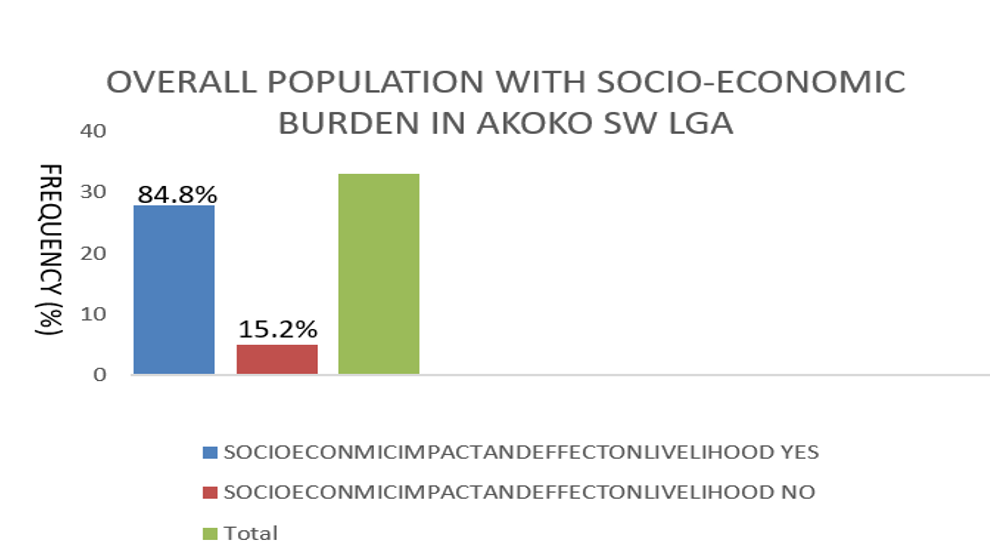 OVERALL POPULATION WITH SOCIO-ECONOMIC
BURDEN IN AKOKO SW LGA
FREQUENCY (%)
40
30
20
10
0
84.8%
15.2%
SOCIOECONMICIMPACTANDEFFECTONLIVELIHOOD YES
SOCIOECONMICIMPACTANDEFFECTONLIVELIHOOD NO
Total